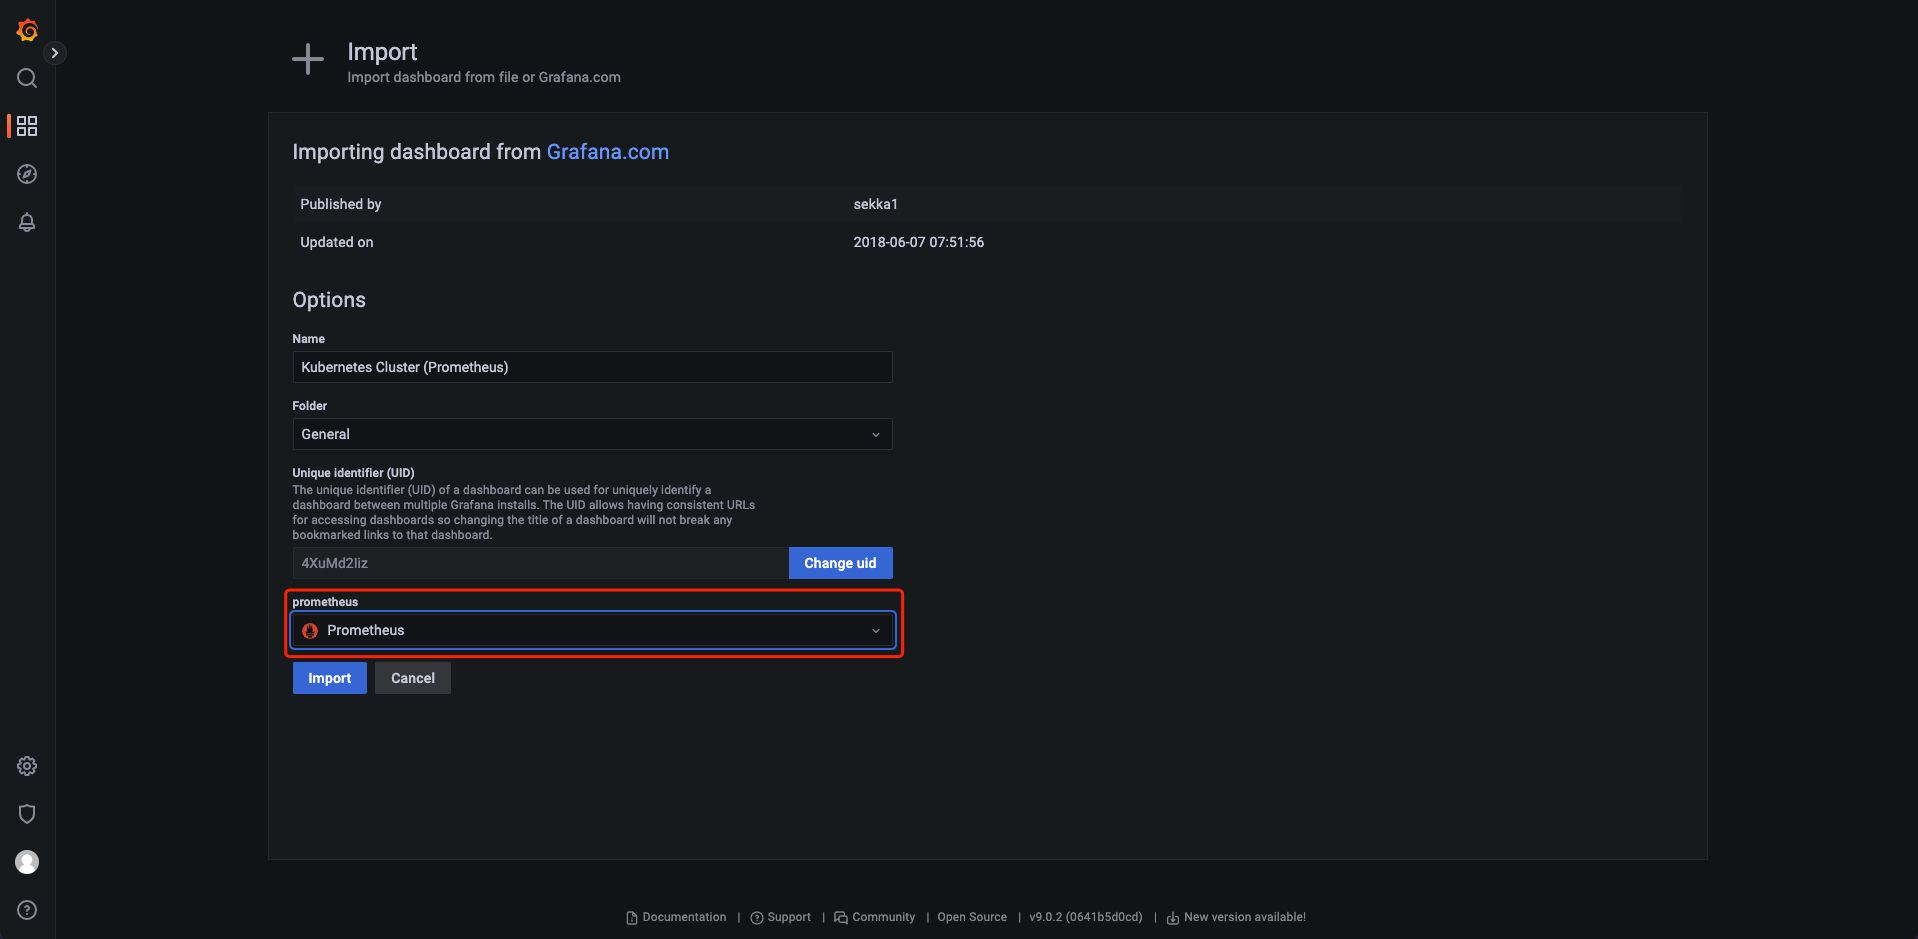 Import
Import dashboard from file or Grafana.com
Importing dashboard from Grafana.com
Published by sekka1
Updated on 2018-06-07 07:51:56
Options
Name
Kubernetes Cluster (Prometheus)
Folder
General
Unique identifier (UID)
The unique identifier (UID) of a dashboard can be used for uniquely identify a
dashboard between multiple Grafana installs. The UID allows having consistent URLs
for accessing dashboards so changing the title of a dashboard will not break any
bookmarked links to that dashboard.
4XuMd2Iiz Change uid
prometheus
Prometheus
Import Cancel
Documentation | Support | Community | Open Source | v9.0.2 (0641b5d0cd) | New version available!